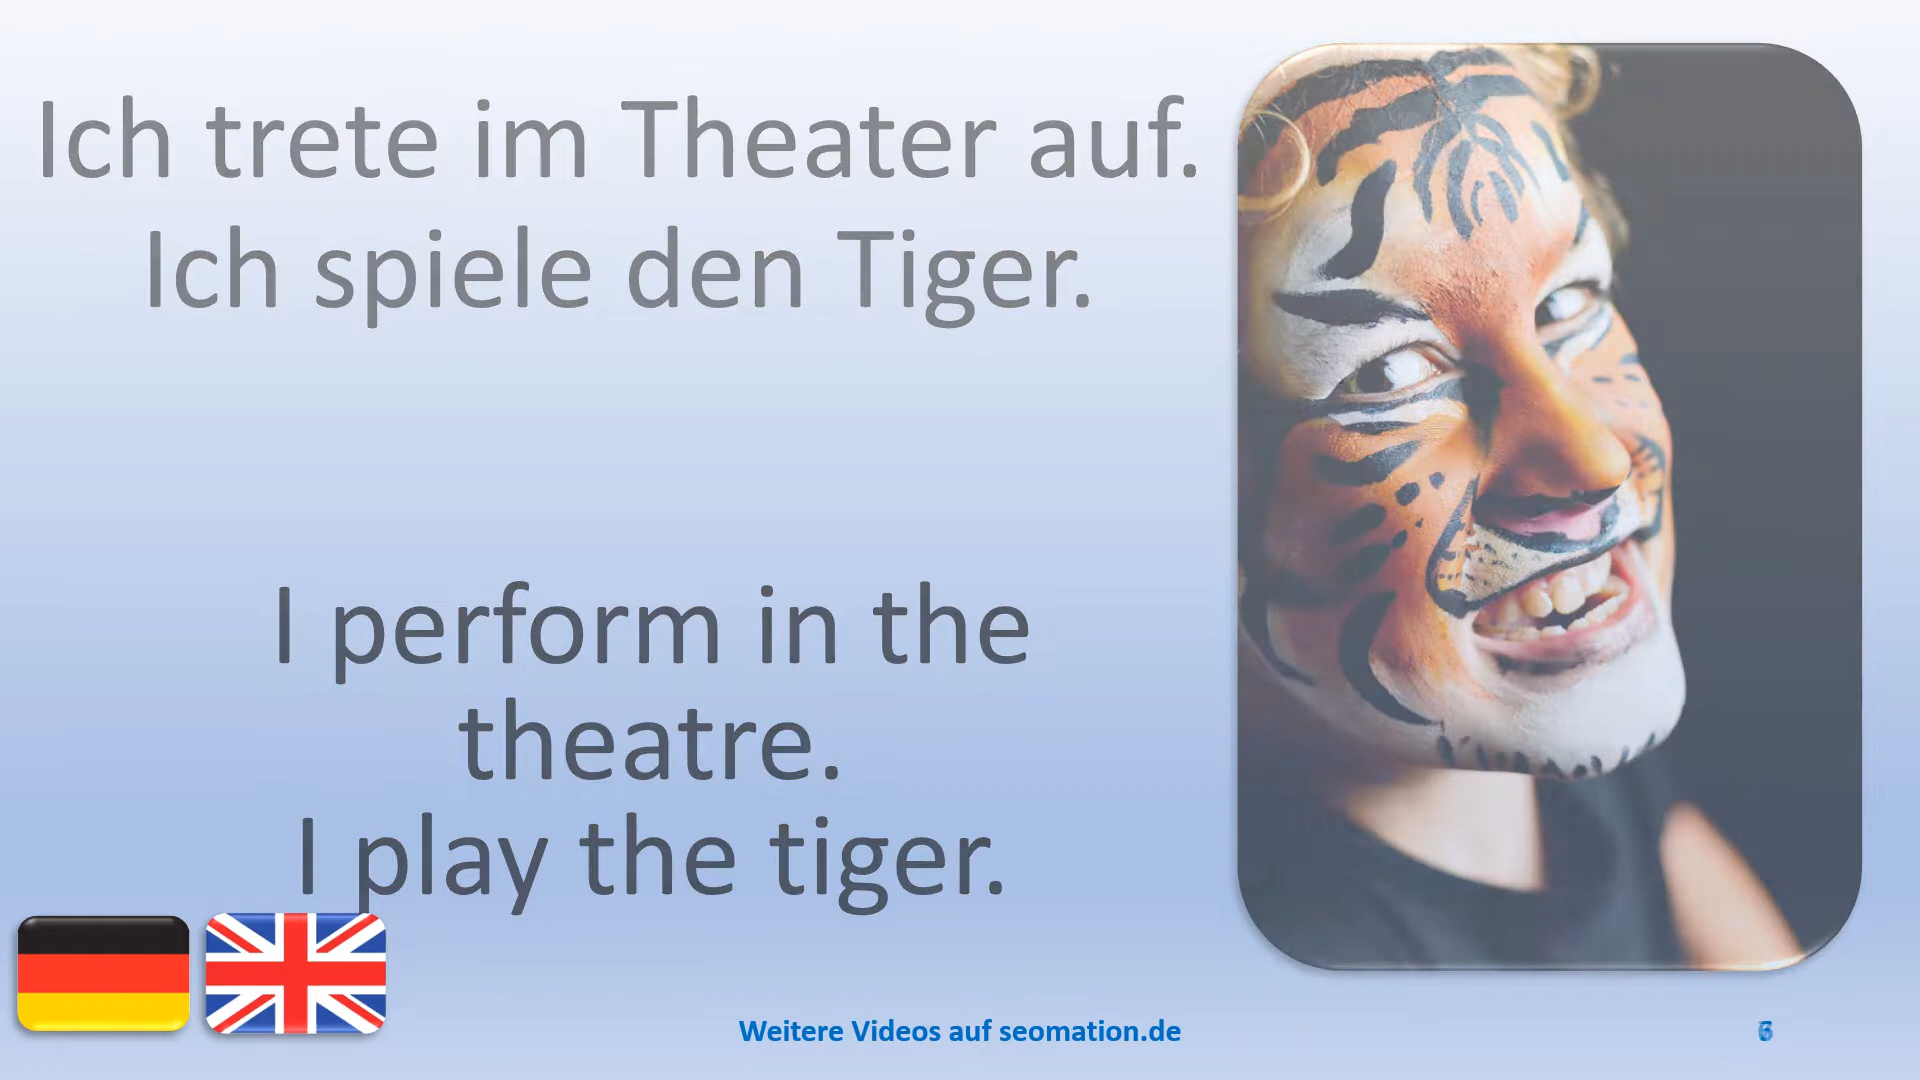 Ich trete im Theater auf.
Ich spiele den Tiger.
I perform in the
theatre.
I play the tiger.
Weitere Videos auf seomation.de